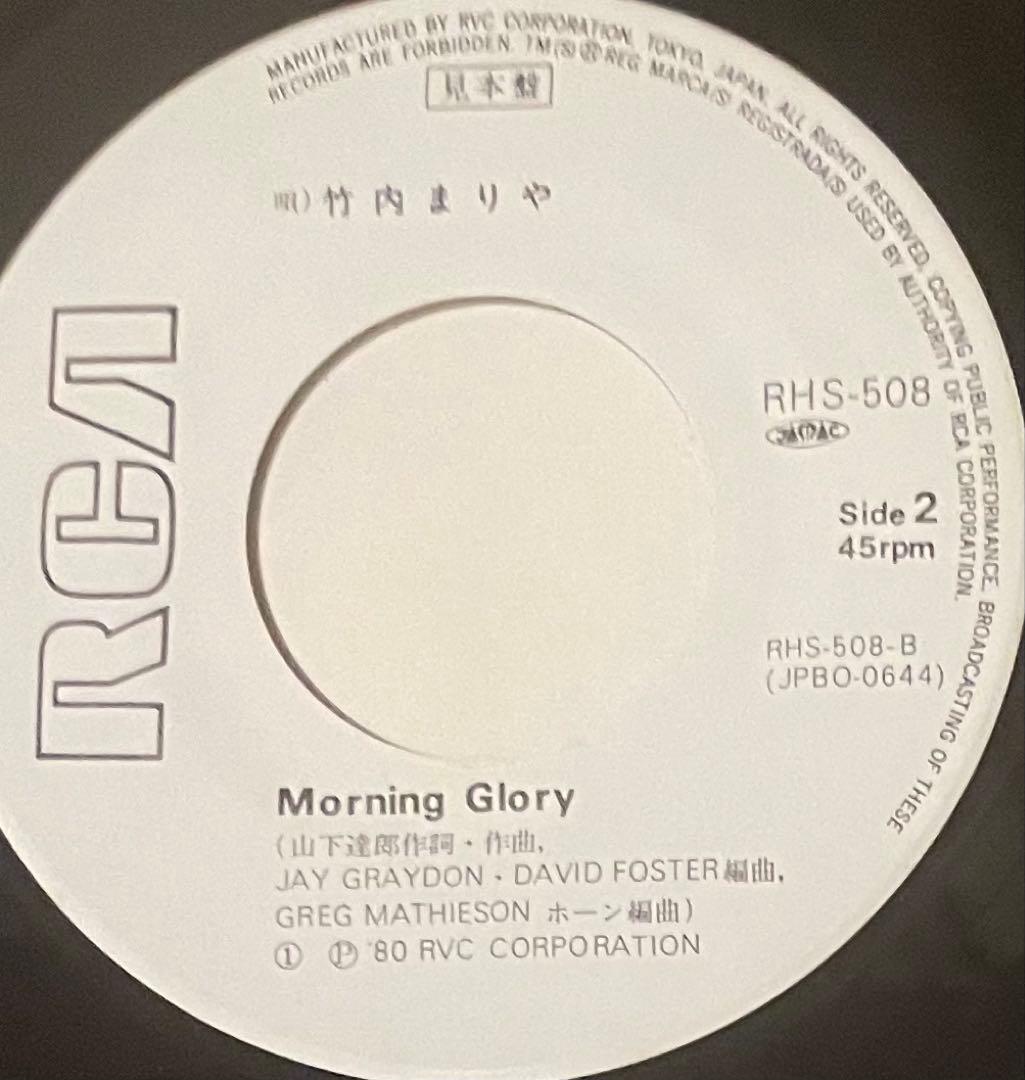 MANUFACTURED BY RVC CORPORATION, TOKYO, JAPAN. ALL RIGHTS RESERVED. COPYING PUBLIC PERFORMANCE. BROADCASTING OF THESE
RECORDS ARE FORBIDDEN. TM(S)Ⓡ REG MARCA(S) REGISTRADA(S) USED BY AUTHORITY OF RCA CORPORATION.
見本盤
唄)竹内まりや
RCA
RHS-508
JASRAC
Side 2
45rpm
RHS-508-B
(JPBO-0644)
Morning Glory
(山下達郎作詞・作曲,
JAY GRAYDON・DAVID FOSTER編曲,
GREG MATHIESON ホーン編曲)
① Ⓟ '80 RVC CORPORATION